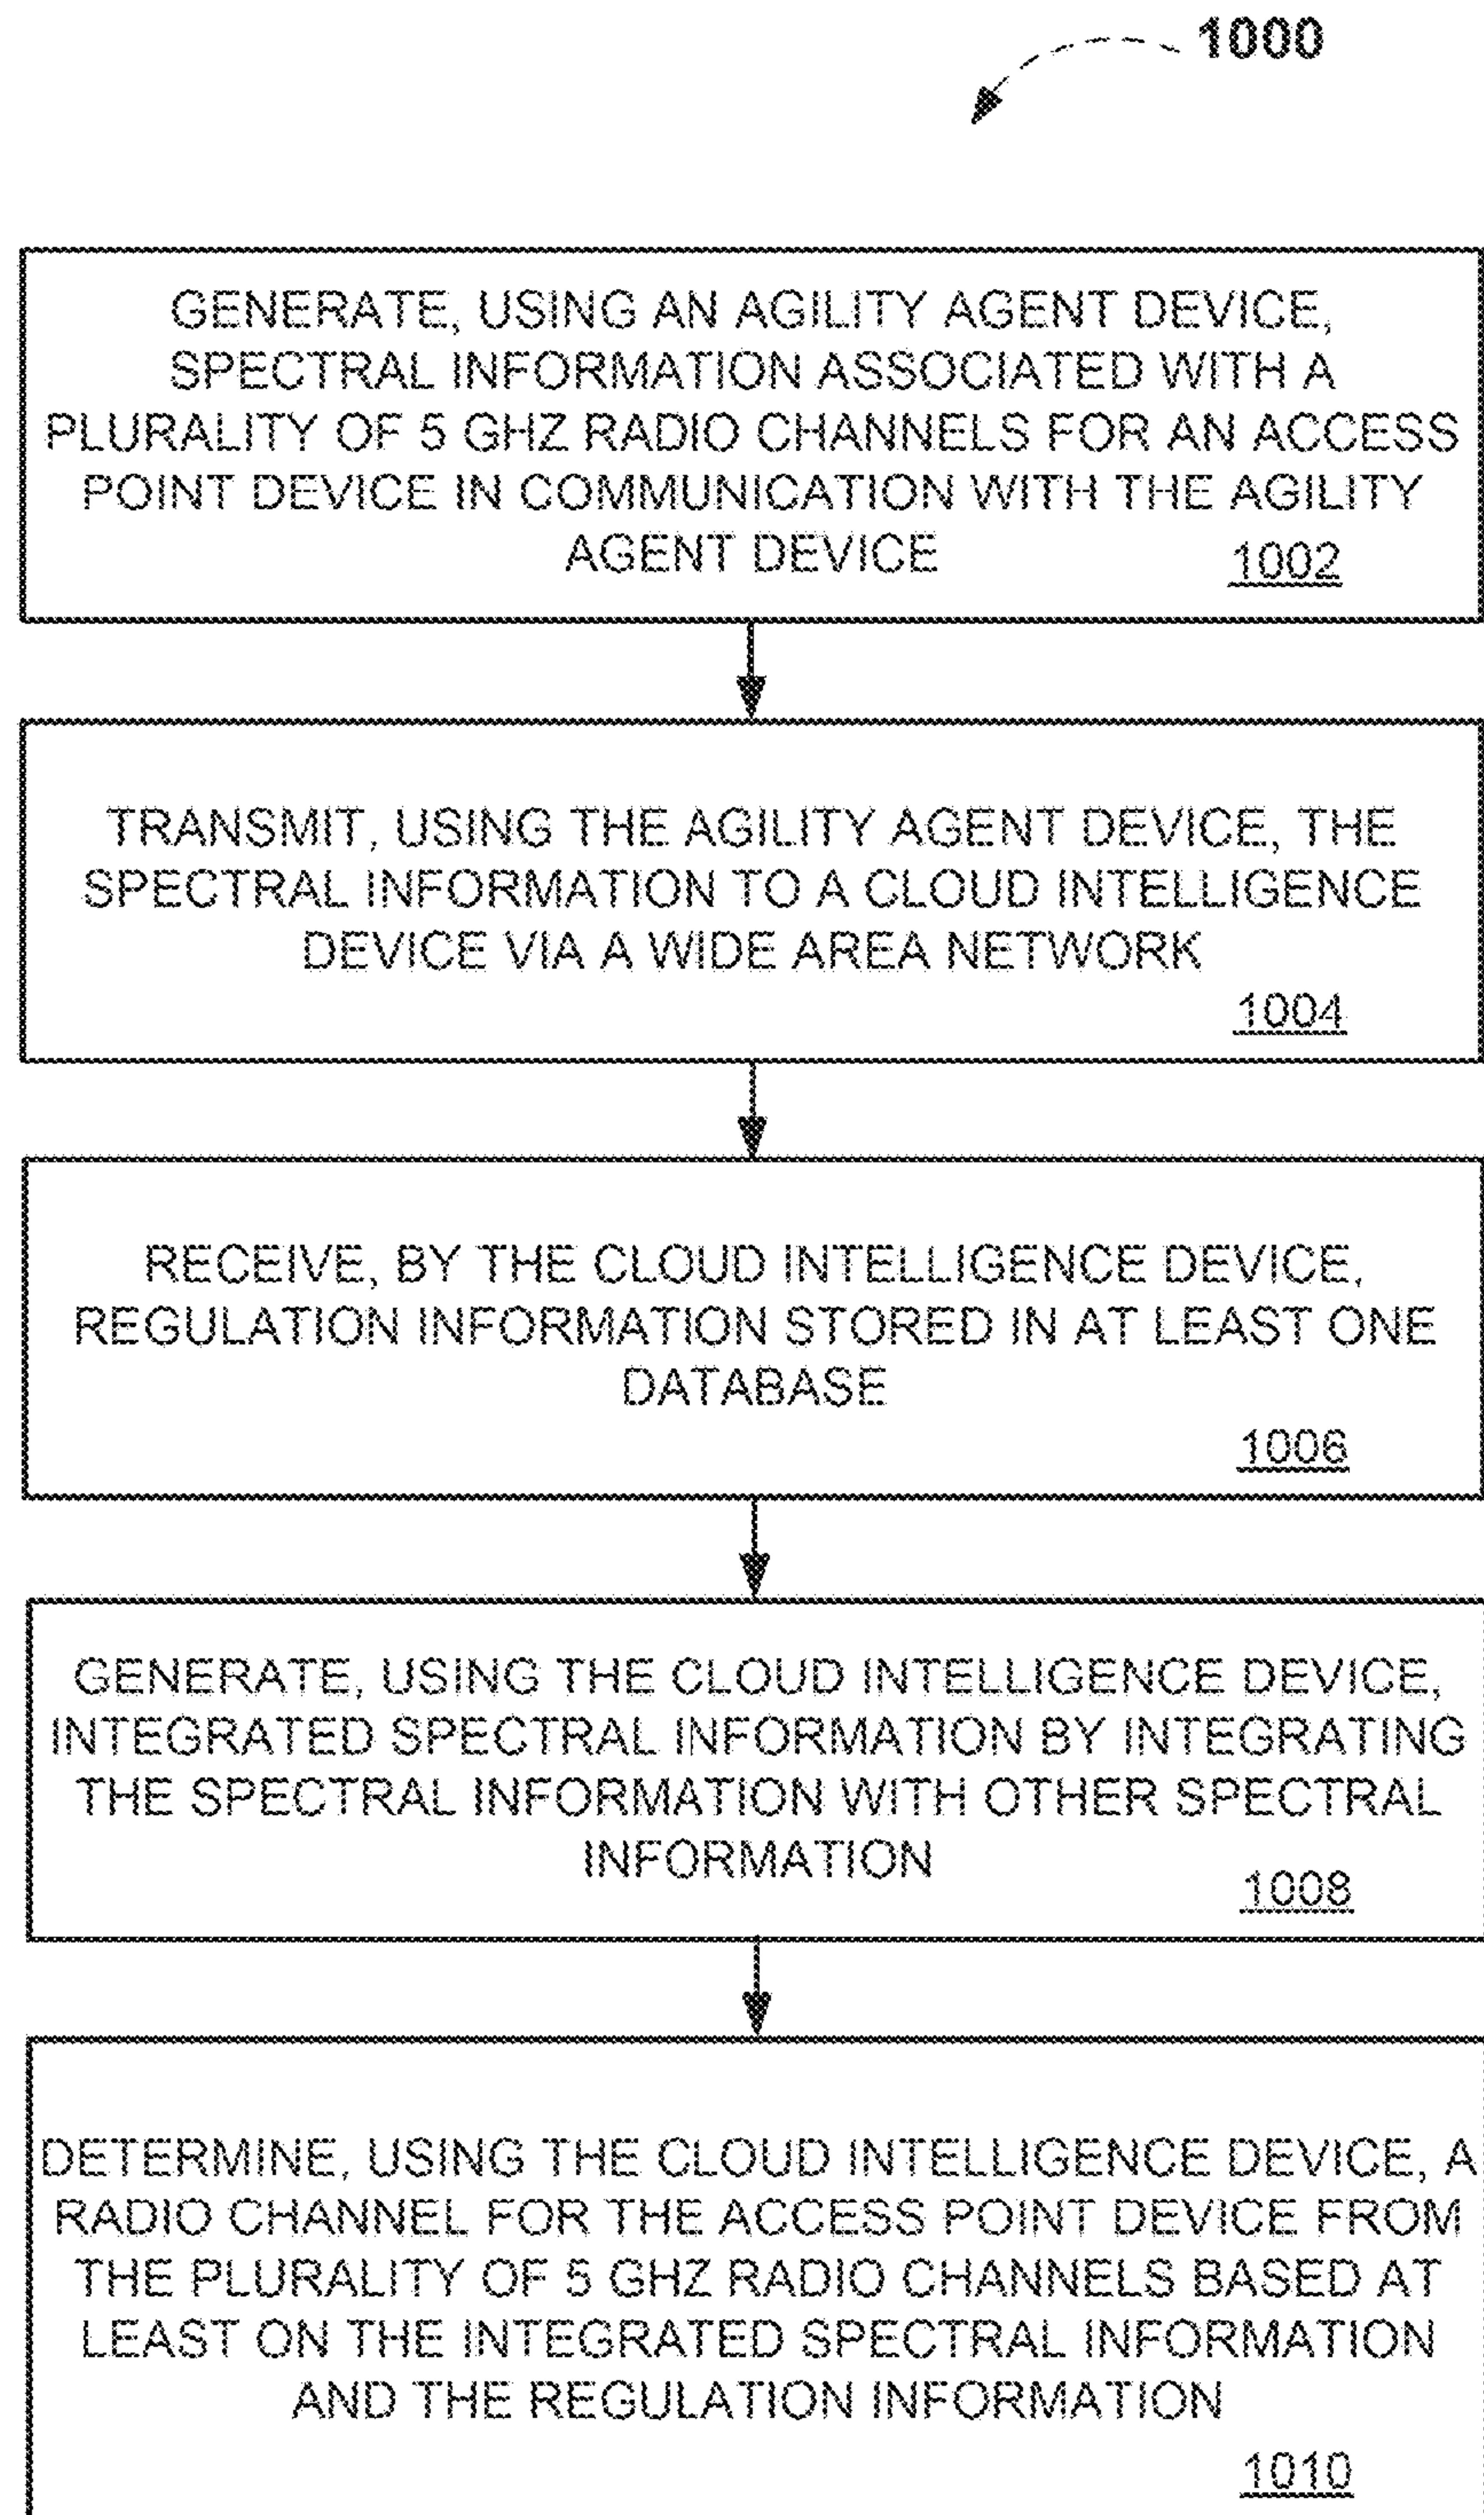 1000
GENERATE, USING AN AGILITY AGENT DEVICE,
SPECTRAL INFORMATION ASSOCIATED WITH A
PLURALITY OF 5 GHZ RADIO CHANNELS FOR AN ACCESS
POINT DEVICE IN COMMUNICATION WITH THE AGILITY
AGENT DEVICE
1002
TRANSMIT, USING THE AGILITY AGENT DEVICE, THE
SPECTRAL INFORMATION TO A CLOUD INTELLIGENCE
DEVICE VIA A WIDE AREA NETWORK
1004
RECEIVE, BY THE CLOUD INTELLIGENCE DEVICE,
REGULATION INFORMATION STORED IN AT LEAST ONE
DATABASE
1006
GENERATE, USING THE CLOUD INTELLIGENCE DEVICE,
INTEGRATED SPECTRAL INFORMATION BY INTEGRATING
THE SPECTRAL INFORMATION WITH OTHER SPECTRAL
INFORMATION
1008
DETERMINE, USING THE CLOUD INTELLIGENCE DEVICE, A
RADIO CHANNEL FOR THE ACCESS POINT DEVICE FROM
THE PLURALITY OF 5 GHZ RADIO CHANNELS BASED AT
LEAST ON THE INTEGRATED SPECTRAL INFORMATION
AND THE REGULATION INFORMATION
1010